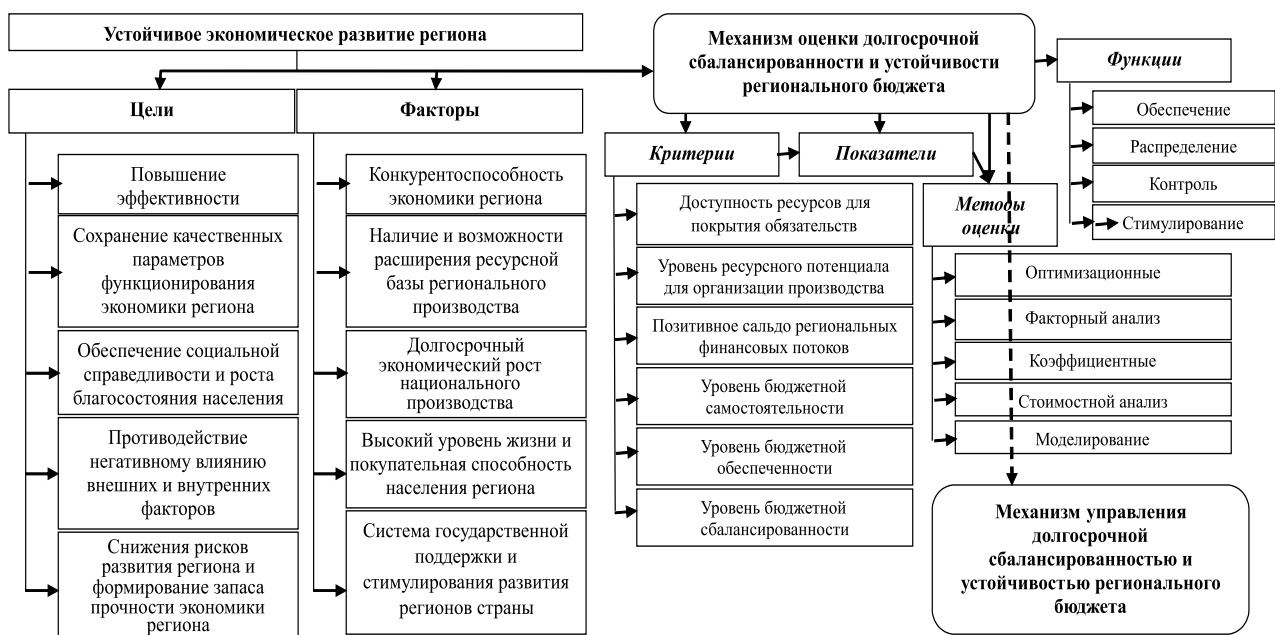 Устойчивое экономическое развитие региона
Цели
Повышение
эффективности
Сохранение качественных
параметров
функционирования
экономики региона
Обеспечение социальной
справедливости и роста
благосостояния населения
Противодействие
негативному влиянию
внешних и внутренних
факторов
Снижения рисков
развития региона и
формирование запаса
прочности экономики
региона
Факторы
Конкурентоспособность
экономики региона
Наличие и возможности
расширения ресурсной
базы регионального
производства
Долгосрочный
экономический рост
национального
производства
Высокий уровень жизни и
покупательная способность
населения региона
Система государственной
поддержки и
стимулирования развития
регионов страны
Механизм оценки долгосрочной
сбалансированности и устойчивости
регионального бюджета
Критерии
Доступность ресурсов для
покрытия обязательств
Уровень ресурсного потенциала
для организации производства
Позитивное сальдо региональных
финансовых потоков
Уровень бюджетной
самостоятельности
Уровень бюджетной
обеспеченности
Уровень бюджетной
сбалансированности
Показатели
Методы
оценки
Оптимизационные
Факторный анализ
Коэффициентные
Стоимостной анализ
Моделирование
Функции
Обеспечение
Распределение
Контроль
Стимулирование
Механизм управления
долгосрочной
сбалансированностью и
устойчивостью регионального
бюджета